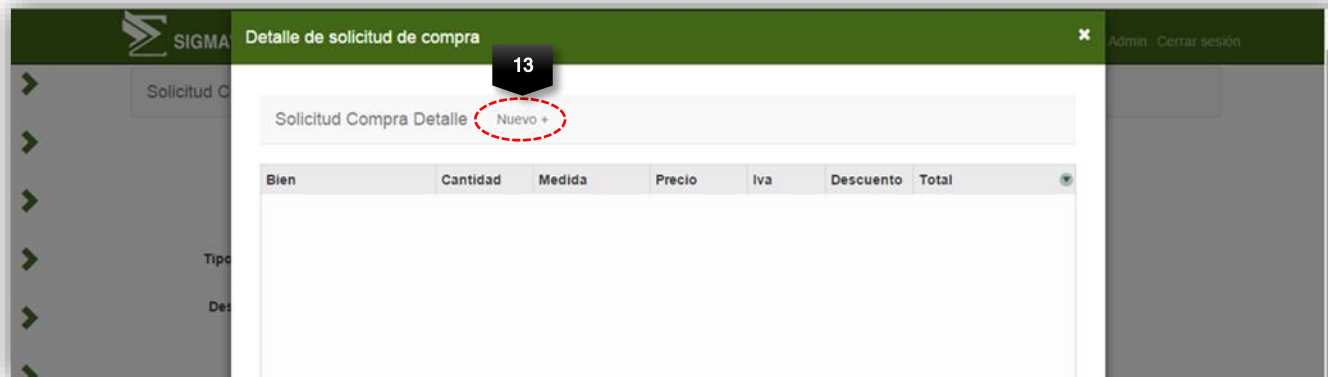 SIGMA
Detalle de solicitud de compra
×
Admin Cerrar sesión
13
Solicitud C
Solicitud Compra Detalle Nuevo +
Bien Cantidad Medida Precio Iva Descuento Total
Tipo
Des